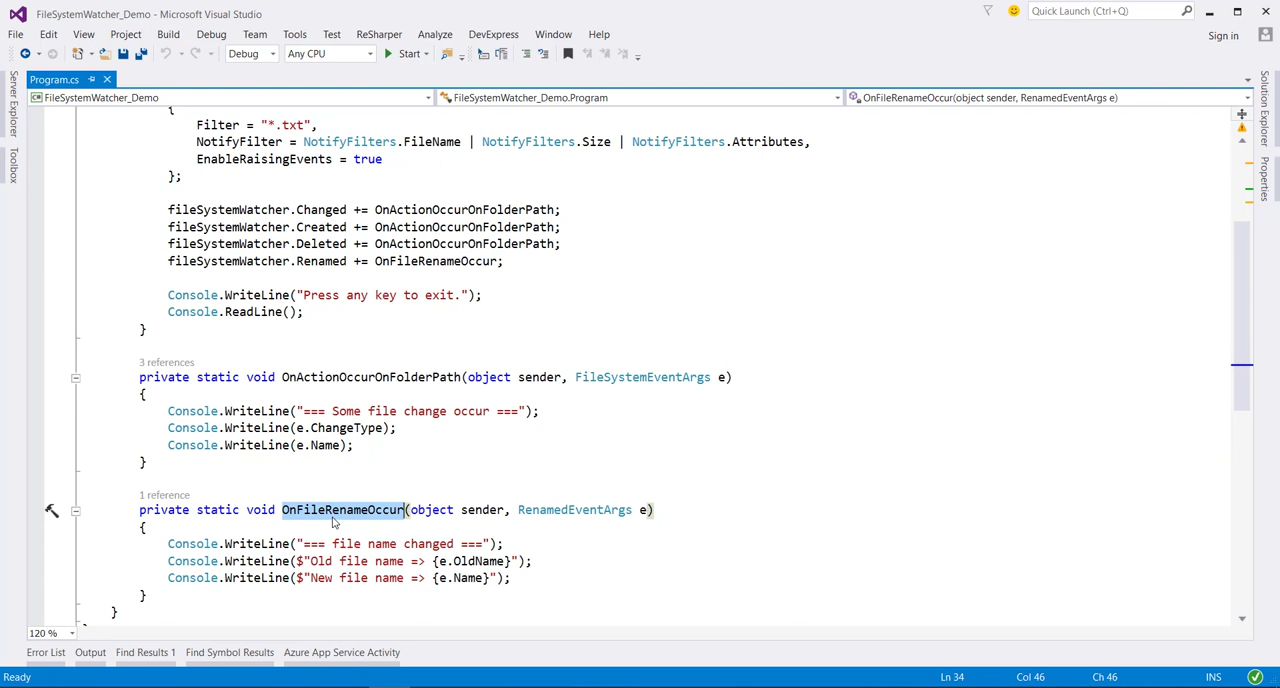 FileSystemWatcher_Demo - Microsoft Visual Studio
Quick Launch (Ctrl+Q)
File Edit View Project Build Debug Team Tools Test ReSharper Analyze DevExpress Window Help
Sign in
Debug Any CPU Start
Program.cs
FileSystemWatcher_Demo FileSystemWatcher_Demo.Program OnFileRenameOccur(object sender, RenamedEventArgs e)
Server Explorer
Toolbox
Solution Explorer
Properties
{
Filter = "*.txt",
NotifyFilter = NotifyFilters.FileName | NotifyFilters.Size | NotifyFilters.Attributes,
EnableRaisingEvents = true
};
fileSystemWatcher.Changed += OnActionOccurOnFolderPath;
fileSystemWatcher.Created += OnActionOccurOnFolderPath;
fileSystemWatcher.Deleted += OnActionOccurOnFolderPath;
fileSystemWatcher.Renamed += OnFileRenameOccur;
Console.WriteLine("Press any key to exit.");
Console.ReadLine();
}
3 references
private static void OnActionOccurOnFolderPath(object sender, FileSystemEventArgs e)
{
Console.WriteLine("=== Some file change occur ===");
Console.WriteLine(e.ChangeType);
Console.WriteLine(e.Name);
}
1 reference
private static void OnFileRenameOccur(object sender, RenamedEventArgs e)
{
Console.WriteLine("=== file name changed ===");
Console.WriteLine($"Old file name => {e.OldName}");
Console.WriteLine($"New file name => {e.Name}");
}
}
120 %
Error List Output Find Results 1 Find Symbol Results Azure App Service Activity
Ready Ln 34 Col 46 Ch 46 INS